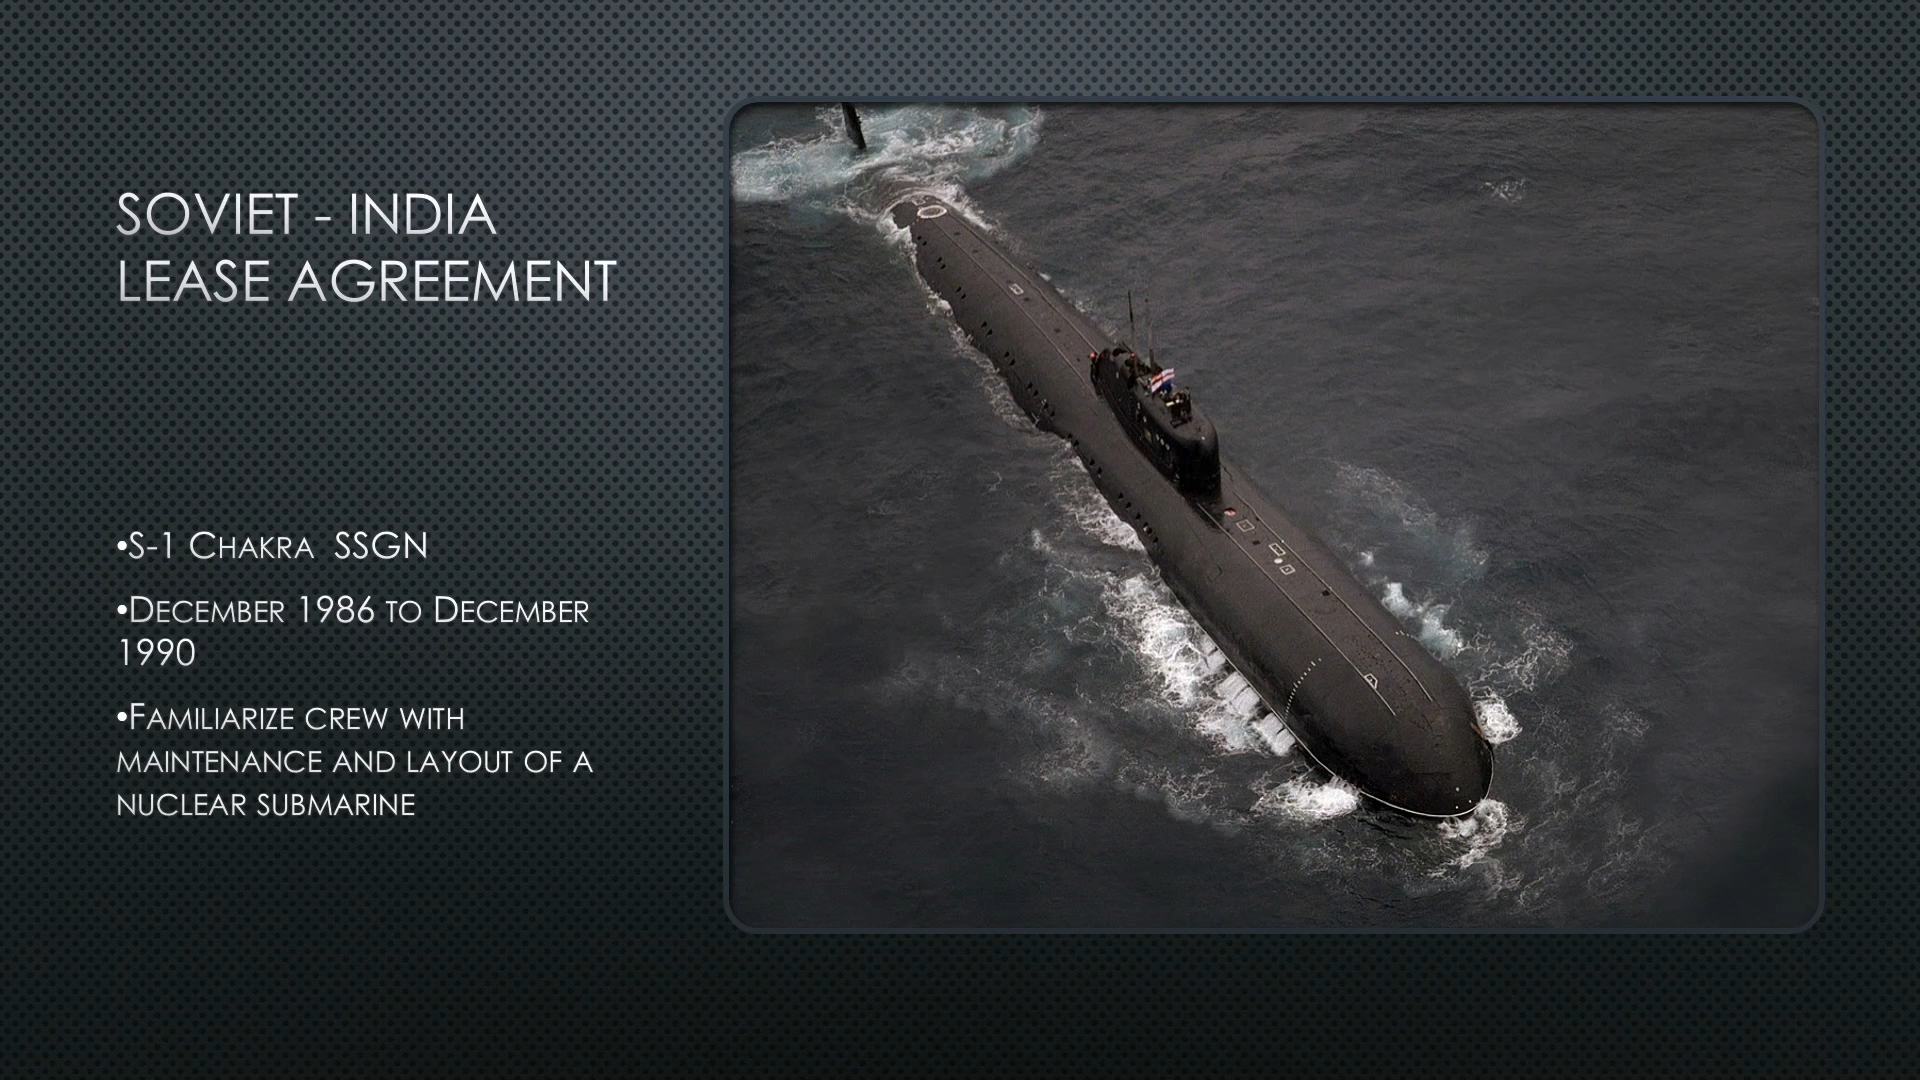 SOVIET - INDIA
LEASE AGREEMENT
•S-1 CHAKRA  SSGN
•DECEMBER 1986 TO DECEMBER
1990
•FAMILIARIZE CREW WITH
MAINTENANCE AND LAYOUT OF A
NUCLEAR SUBMARINE